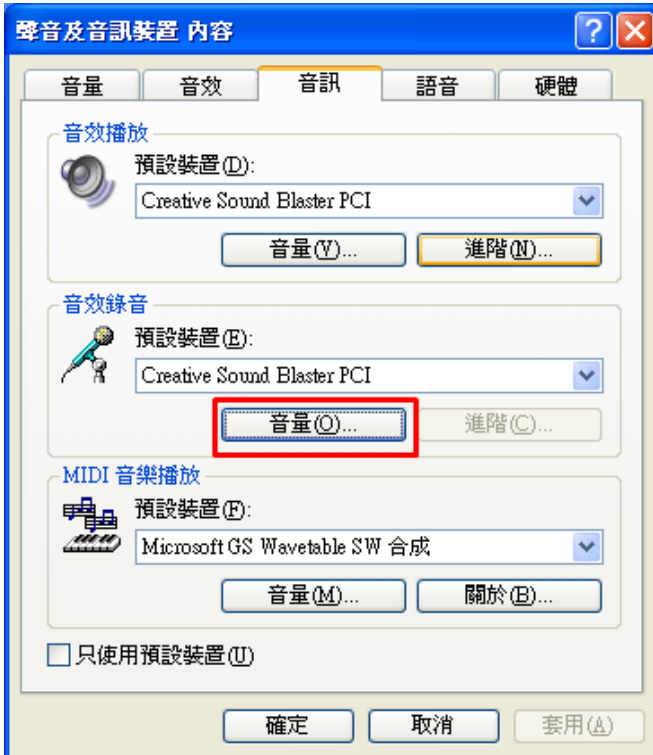 聲音及音訊裝置 內容
音量 音效 音訊 語音 硬體
音效播放
預設裝置(D):
Creative Sound Blaster PCI
音量(V)... 進階(N)...
音效錄音
預設裝置(E):
Creative Sound Blaster PCI
音量(O)... 進階(C)...
MIDI 音樂播放
預設裝置(F):
Microsoft GS Wavetable SW 合成
音量(M)... 關於(B)...
只使用預設裝置(U)
確定 取消 套用(A)